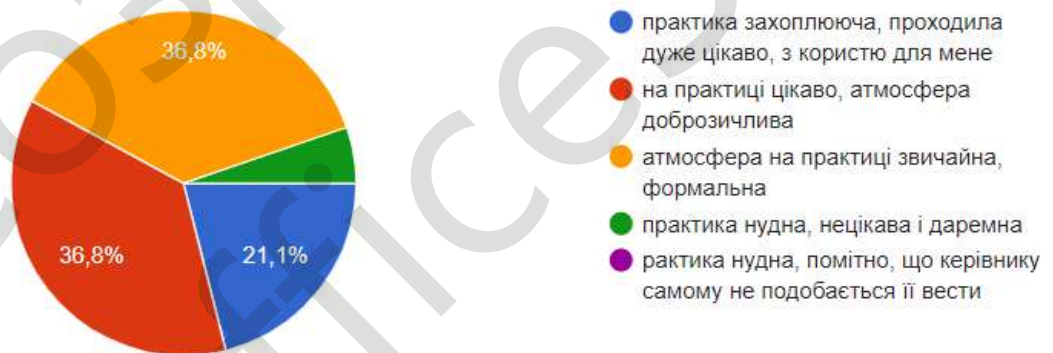 36,8%
36,8%
21,1%
практика захоплююча, проходила
дуже цікаво, з користю для мене
на практиці цікаво, атмосфера
доброзичлива
атмосфера на практиці звичайна,
формальна
практика нудна, нецікава і даремна
рактика нудна, помітно, що керівнику
самому не подобається її вести